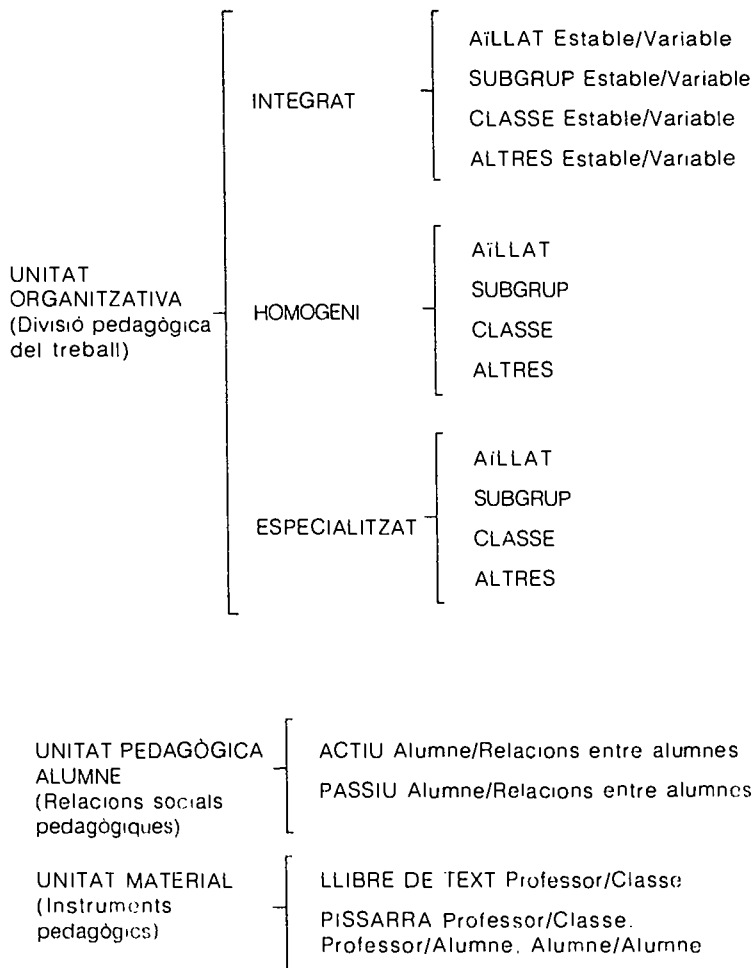 AïLLAT Estable/Variable
SUBGRUP Estable/Variable
INTEGRAT
CLASSE Estable/Variable
ALTRES Estable/Variable
UNITAT
ORGANITZATIVA
(Divisió pedagògica
del treball)
HOMOGENI
AïLLAT
SUBGRUP
CLASSE
ALTRES
ESPECIALITZAT
AïLLAT
SUBGRUP
CLASSE
ALTRES
UNITAT PEDAGÒGICA
ALUMNE
(Relacions socials
pedagògiques)
ACTIU Alumne/Relacions entre alumnes
PASSIU Alumne/Relacions entre alumnes
UNITAT MATERIAL
(Instruments
pedagògics)
LLIBRE DE TEXT Professor/Classe
PISSARRA Professor/Classe.
Professor/Alumne, Alumne/Alumne